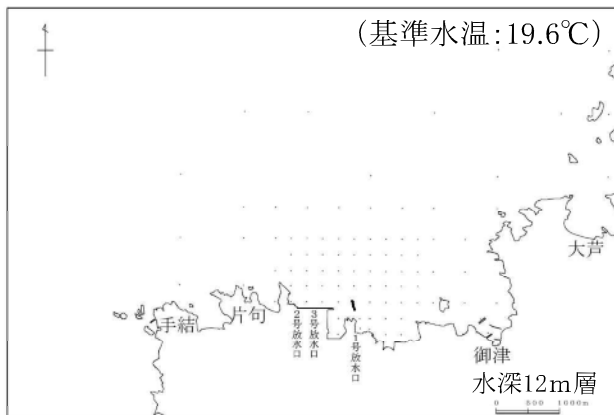 (基準水温:19.6℃)
大芦
手結
片句
2号放水口
3号放水口
1号放水口
御津
水深12m層
0 500 1000m